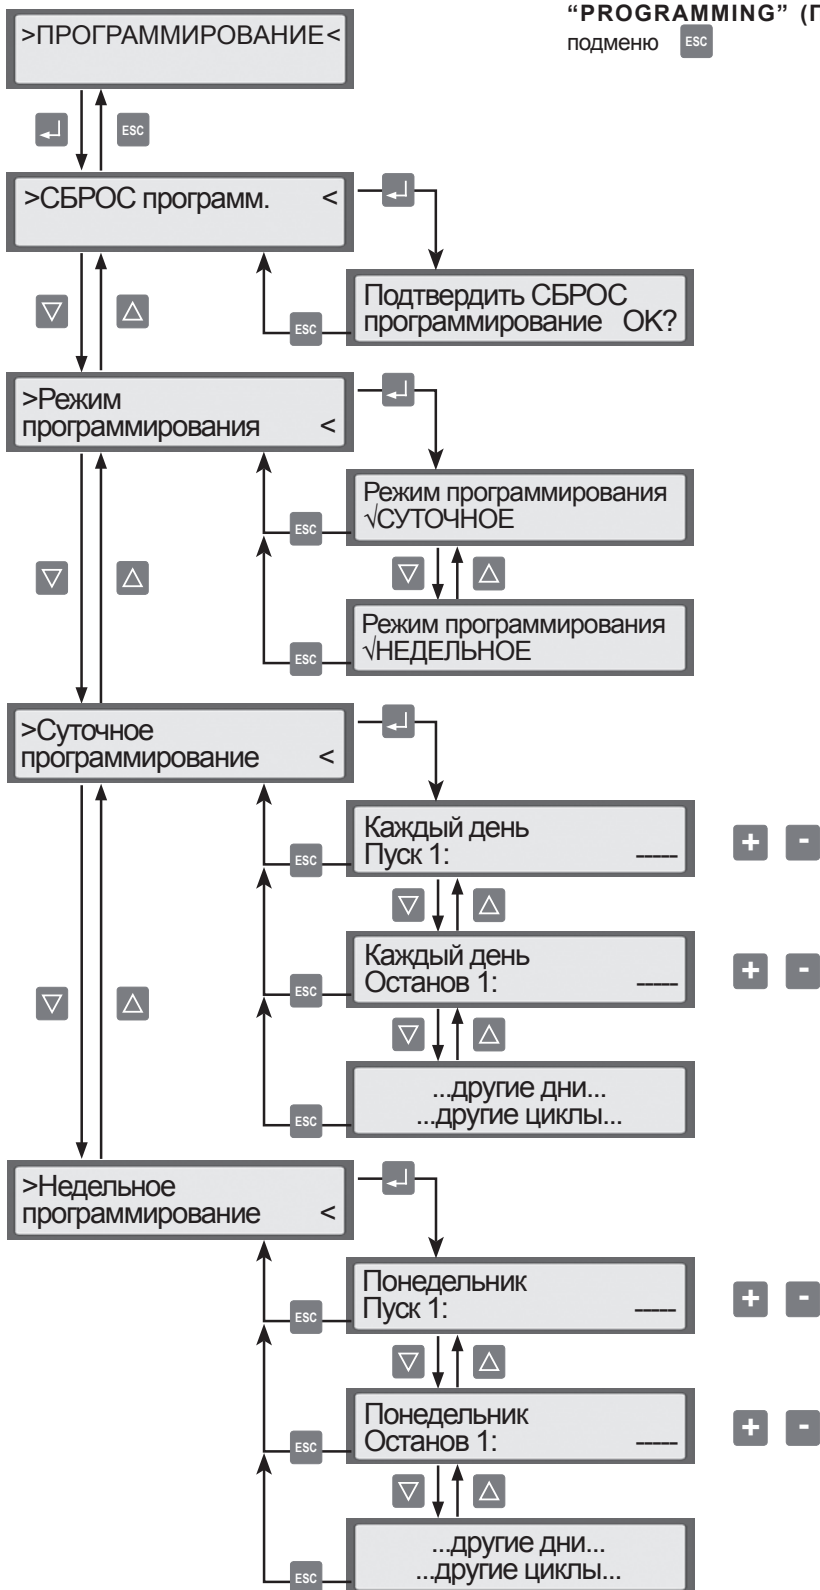 “PROGRAMMING” (П
подменю ESC
>ПРОГРАММИРОВАНИЕ<
ESC
>СБРОС программ. <
Подтвердить СБРОС
программирование OK?
ESC
>Режим
программирования <
Режим программирования
√СУТОЧНОЕ
ESC
Режим программирования
√НЕДЕЛЬНОЕ
ESC
>Суточное
программирование <
Каждый день
Пуск 1: -----
ESC
+ -
Каждый день
Останов 1: -----
ESC
+ -
...другие дни...
...другие циклы...
ESC
>Недельное
программирование <
Понедельник
Пуск 1: -----
ESC
+ -
Понедельник
Останов 1: -----
ESC
+ -
...другие дни...
...другие циклы...
ESC